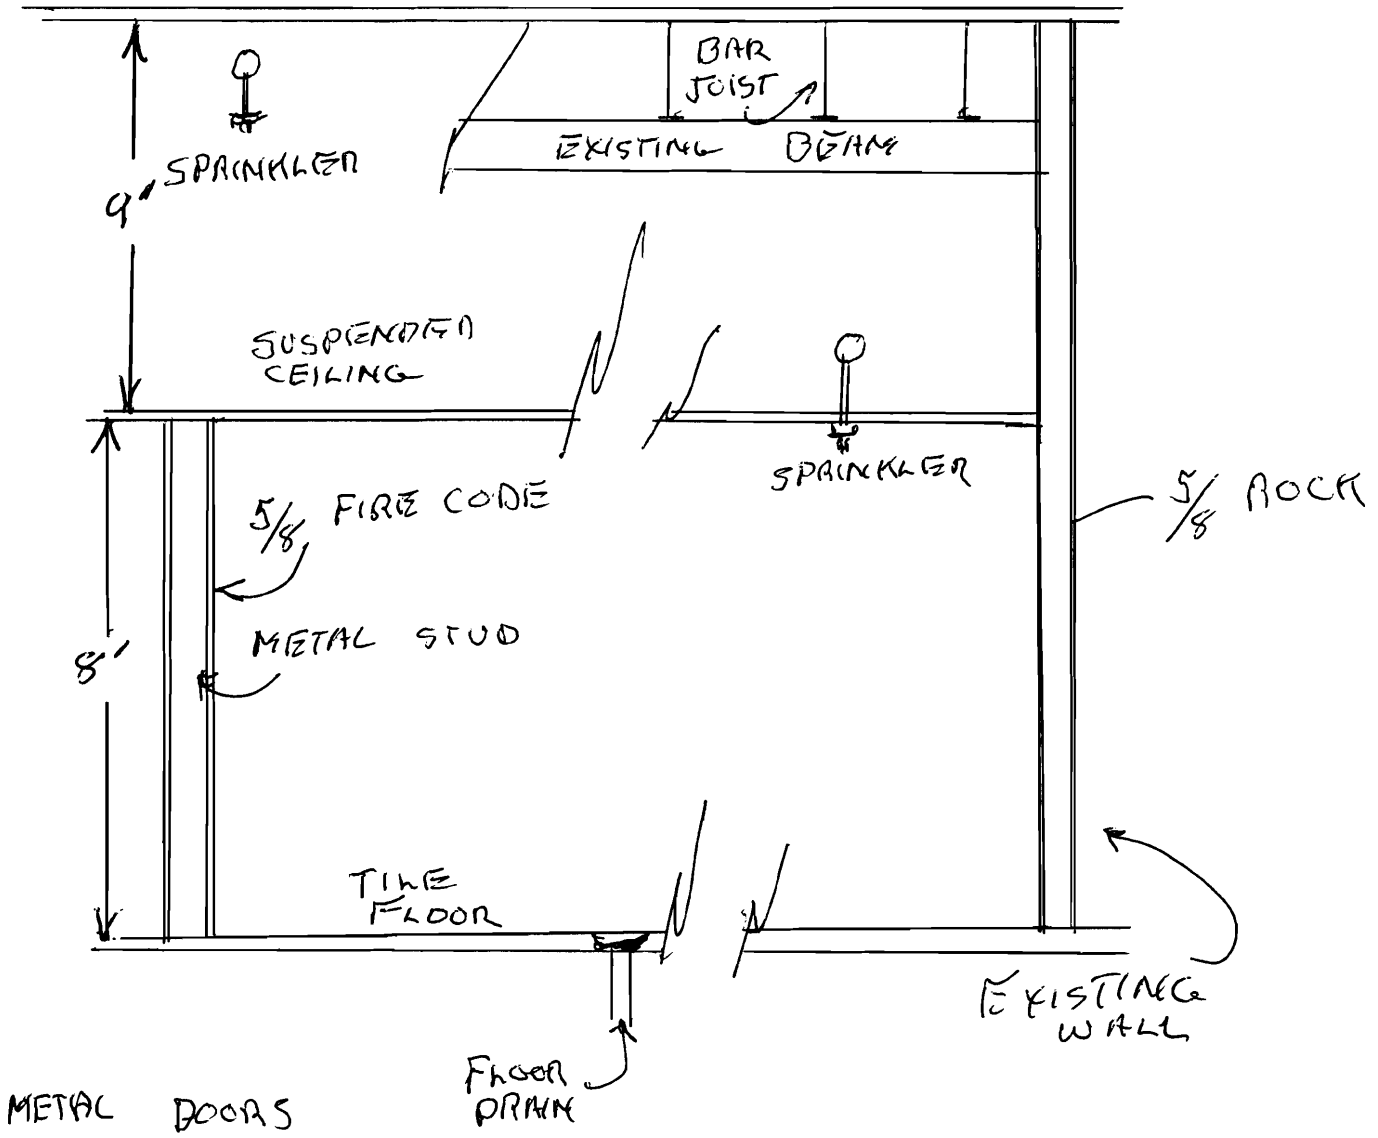 BAR
JOIST
SPRINKLER
EXISTING BEAM
9'
SUSPENDED
CEILING
SPRINKLER
5/8 FIRE CODE
5/8 ROCK
METAL STUD
8'
TILE
FLOOR
EXISTING
WALL
FLOOR
DRAIN
METAL DOORS